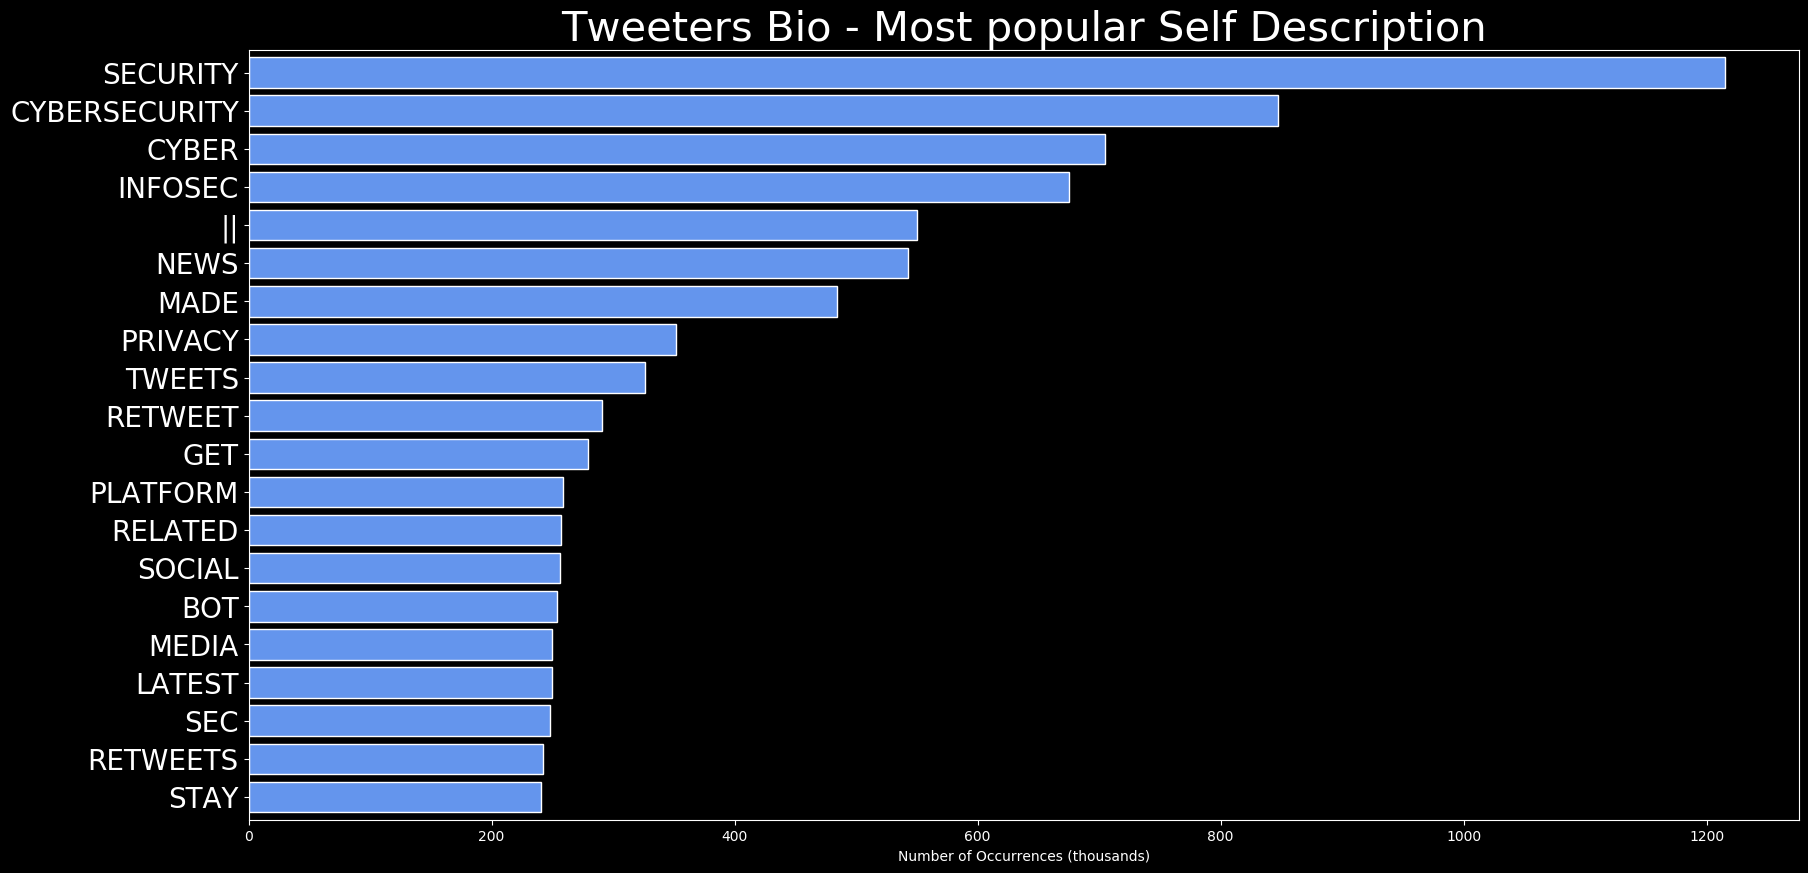 Tweeters Bio - Most popular Self Description
SECURITY
CYBERSECURITY
CYBER
INFOSEC
||
NEWS
MADE
PRIVACY
TWEETS
RETWEET
GET
PLATFORM
RELATED
SOCIAL
BOT
MEDIA
LATEST
SEC
RETWEETS
STAY
0 200 400 600 800 1000 1200
Number of Occurrences (thousands)